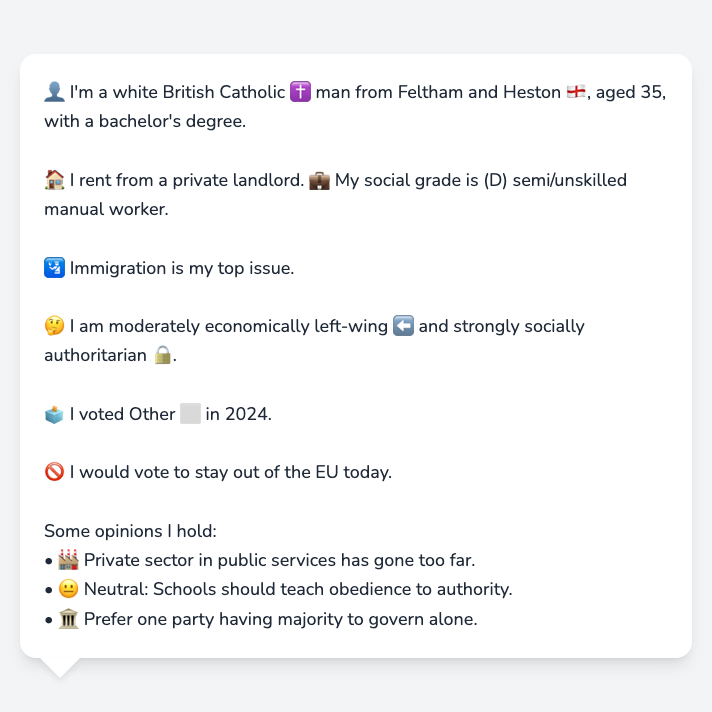 👤 I'm a white British Catholic ✝️ man from Feltham and Heston 🏴󠁧󠁢󠁥󠁮󠁧󠁿, aged 35,
with a bachelor's degree.
🏠 I rent from a private landlord. 💼 My social grade is (D) semi/unskilled
manual worker.
🛂 Immigration is my top issue.
🤔 I am moderately economically left-wing ⬅️ and strongly socially
authoritarian 🔒.
🗳️ I voted Other ⬜ in 2024.
🚫 I would vote to stay out of the EU today.
Some opinions I hold:
• 🏭 Private sector in public services has gone too far.
• 😐 Neutral: Schools should teach obedience to authority.
• 🏛️ Prefer one party having majority to govern alone.